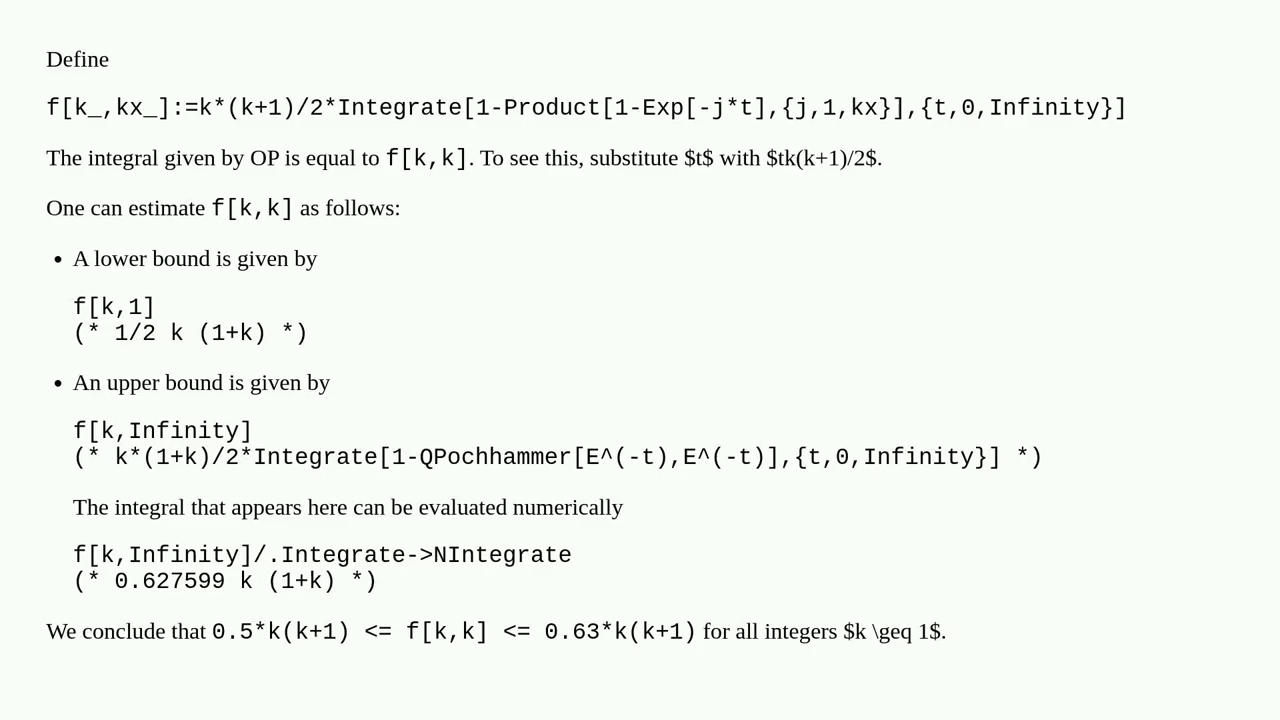 Define
f[k_,kx_]:=k*(k+1)/2*Integrate[1-Product[1-Exp[-j*t],{j,1,kx}],{t,0,Infinity}]
The integral given by OP is equal to f[k,k]. To see this, substitute $t$ with $tk(k+1)/2$.
One can estimate f[k,k] as follows:
• A lower bound is given by
f[k,1]
(* 1/2 k (1+k) *)
• An upper bound is given by
f[k,Infinity]
(* k*(1+k)/2*Integrate[1-QPochhammer[E^(-t),E^(-t)],{t,0,Infinity}] *)
The integral that appears here can be evaluated numerically
f[k,Infinity]/.Integrate->NIntegrate
(* 0.627599 k (1+k) *)
We conclude that 0.5*k(k+1) <= f[k,k] <= 0.63*k(k+1) for all integers $k \geq 1$.